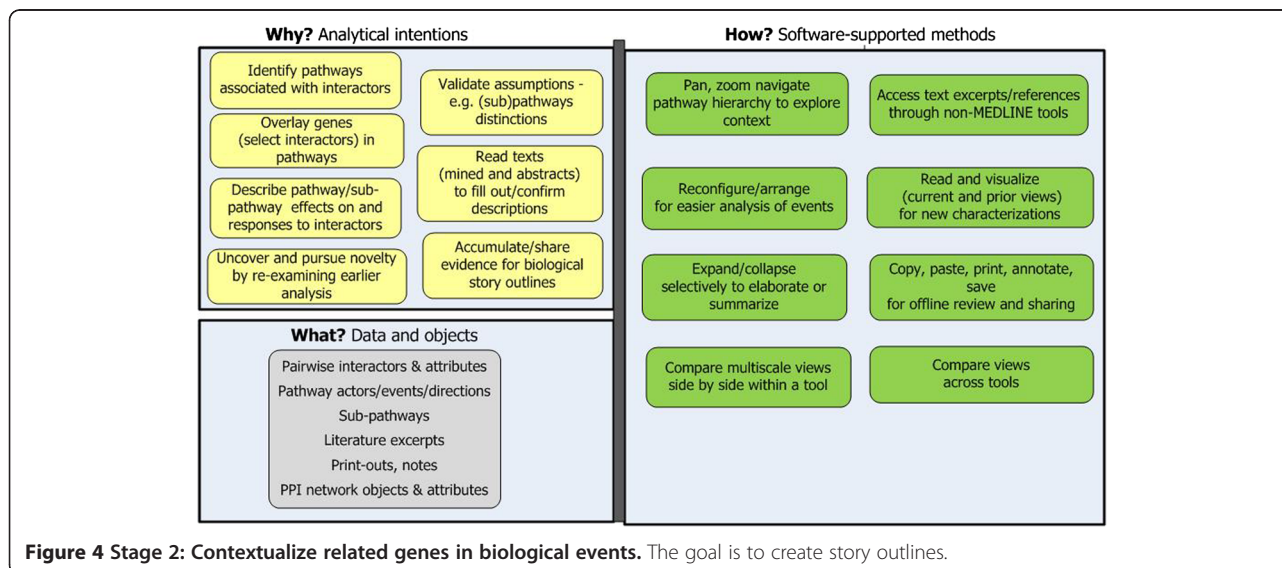 Why? Analytical intentions
Identify pathways
associated with interactors
Overlay genes
(select interactors) in
pathways
Describe pathway/sub-
pathway effects on and
responses to interactors
Uncover and pursue novelty
by re-examining earlier
analysis
Validate assumptions -
e.g. (sub)pathways
distinctions
Read texts
(mined and abstracts)
to fill out/confirm
descriptions
Accumulate/share
evidence for biological
story outlines
What? Data and objects
Pairwise interactors & attributes
Pathway actors/events/directions
Sub-pathways
Literature excerpts
Print-outs, notes
PPI network objects & attributes
How? Software-supported methods
Pan, zoom navigate
pathway hierarchy to explore
context
Access text excerpts/references
through non-MEDLINE tools
Reconfigure/arrange
for easier analysis of events
Read and visualize
(current and prior views)
for new characterizations
Expand/collapse
selectively to elaborate or
summarize
Copy, paste, print, annotate,
save
for offline review and sharing
Compare multiscale views
side by side within a tool
Compare views
across tools
Figure 4 Stage 2: Contextualize related genes in biological events. The goal is to create story outlines.